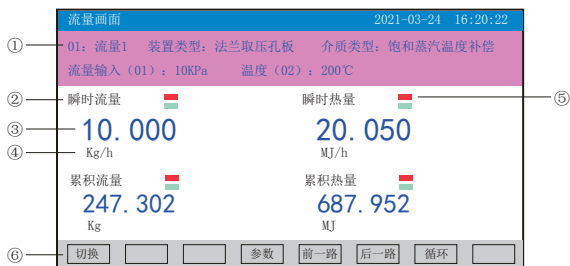 流量画面 2021-03-24 16:20:22
① 01：流量1 装置类型：法兰取压孔板 介质类型：饱和蒸汽温度补偿
流量输入（01）：10KPa 温度（02）：200℃
② 瞬时流量 瞬时热量 ⑤
③ 10.000 20.050
④ Kg/h MJ/h
累积流量 累积热量
247.302 687.952
Kg MJ
⑥ 切换 参数 前一路 后一路 循环